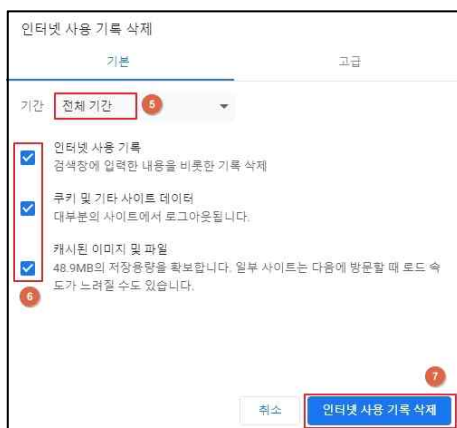 인터넷 사용 기록 삭제
기본 고급
기간 전체 기간 5
인터넷 사용 기록
검색창에 입력한 내용을 비롯한 기록 삭제
쿠키 및 기타 사이트 데이터
대부분의 사이트에서 로그아웃됩니다.
캐시된 이미지 및 파일
48.9MB의 저장용량을 확보합니다. 일부 사이트는 다음에 방문할 때 로드 속
도가 느려질 수도 있습니다.
6
7
취소 인터넷 사용 기록 삭제